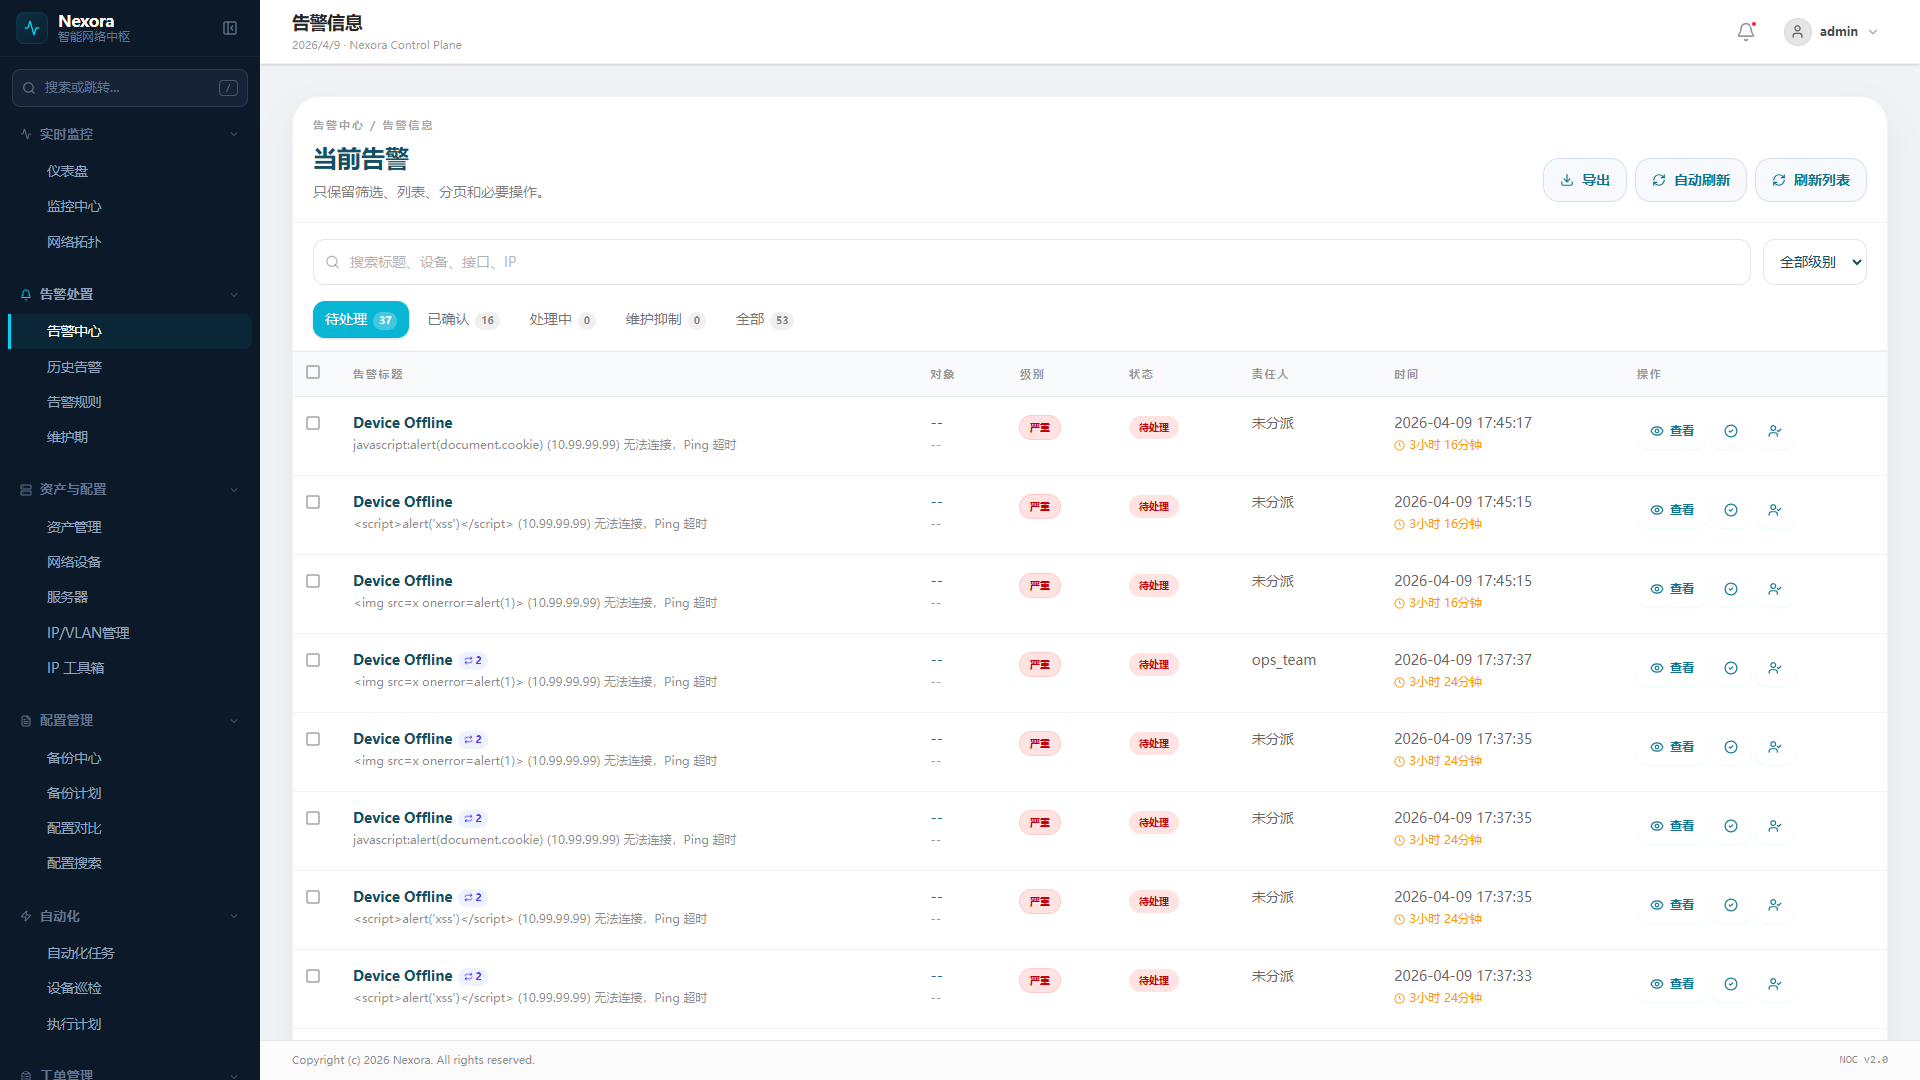 Nexora
智能网络中枢
搜索或跳转...
/
实时监控
仪表盘
监控中心
网络拓扑
告警处置
告警中心
历史告警
告警规则
维护期
资产与配置
资产管理
网络设备
服务器
IP/VLAN管理
IP 工具箱
配置管理
备份中心
备份计划
配置对比
配置搜索
自动化
自动化任务
设备巡检
执行计划
工单管理
告警信息
2026/4/9 · Nexora Control Plane
admin
告警中心 / 告警信息
当前告警
只保留筛选、列表、分页和必要操作。
导出
自动刷新
刷新列表
搜索标题、设备、接口、IP
全部级别
待处理 37
已确认 16
处理中 0
维护抑制 0
全部 53
告警标题 对象 级别 状态 责任人 时间 操作
Device Offline -- 严重 待处理 未分派 2026-04-09 17:45:17 查看
javascript:alert(document.cookie) (10.99.99.99) 无法连接，Ping 超时 -- 3小时 16分钟
Device Offline -- 严重 待处理 未分派 2026-04-09 17:45:15 查看
<script>alert('xss')</script> (10.99.99.99) 无法连接，Ping 超时 -- 3小时 16分钟
Device Offline -- 严重 待处理 未分派 2026-04-09 17:45:15 查看
<img src=x onerror=alert(1)> (10.99.99.99) 无法连接，Ping 超时 -- 3小时 16分钟
Device Offline 2 -- 严重 待处理 ops_team 2026-04-09 17:37:37 查看
<img src=x onerror=alert(1)> (10.99.99.99) 无法连接，Ping 超时 -- 3小时 24分钟
Device Offline 2 -- 严重 待处理 未分派 2026-04-09 17:37:35 查看
<img src=x onerror=alert(1)> (10.99.99.99) 无法连接，Ping 超时 -- 3小时 24分钟
Device Offline 2 -- 严重 待处理 未分派 2026-04-09 17:37:35 查看
javascript:alert(document.cookie) (10.99.99.99) 无法连接，Ping 超时 -- 3小时 24分钟
Device Offline 2 -- 严重 待处理 未分派 2026-04-09 17:37:35 查看
<script>alert('xss')</script> (10.99.99.99) 无法连接，Ping 超时 -- 3小时 24分钟
Device Offline 2 -- 严重 待处理 未分派 2026-04-09 17:37:33 查看
<script>alert('xss')</script> (10.99.99.99) 无法连接，Ping 超时 -- 3小时 24分钟
Copyright (c) 2026 Nexora. All rights reserved.
NOC v2.0